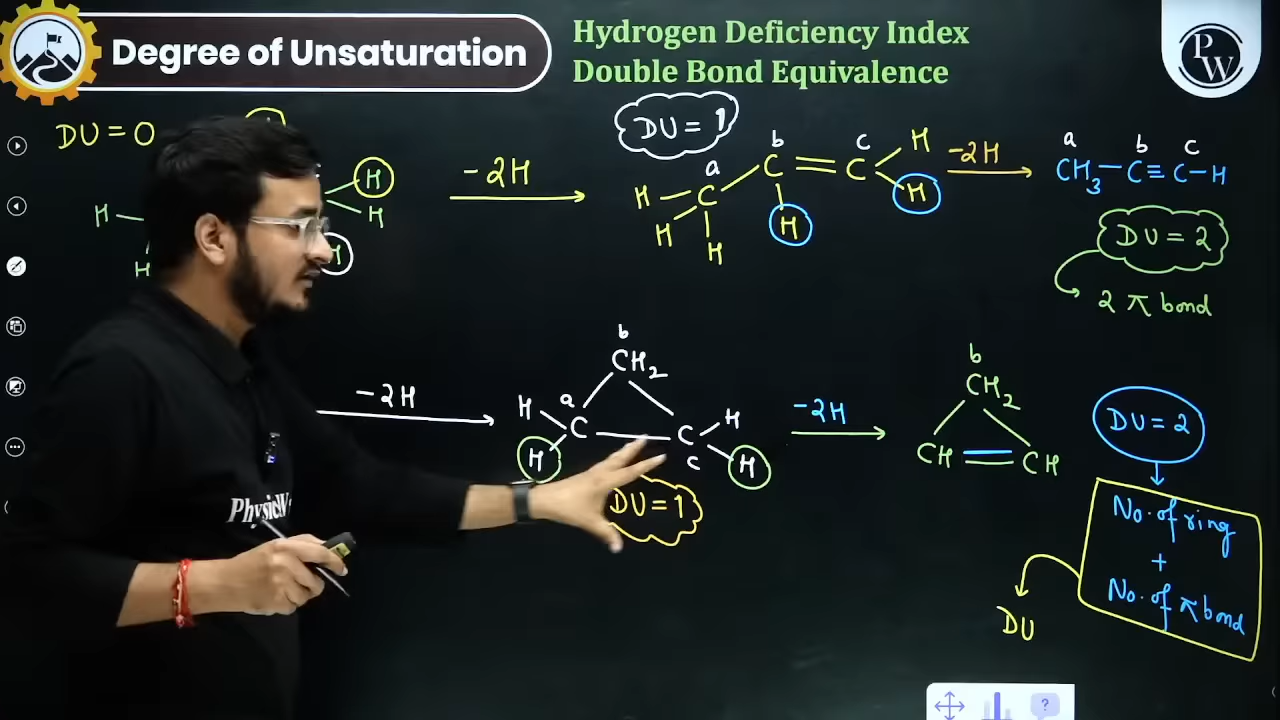 Degree of Unsaturation
Hydrogen Deficiency Index
Double Bond Equivalence
PW
DU = 0
H
H
H
H
H
-2H
DU = 1
a
b
c
H
C
C = C
H
H
H
H
H
-2H
a b c
CH3 - C ≡ C - H
DU = 2
2 π bond
-2H
b
CH2
a
H
C
C
H
H
c
H
DU = 1
-2H
b
CH2
CH = CH
DU = 2
No. of ring
+
No. of π bond
DU
?